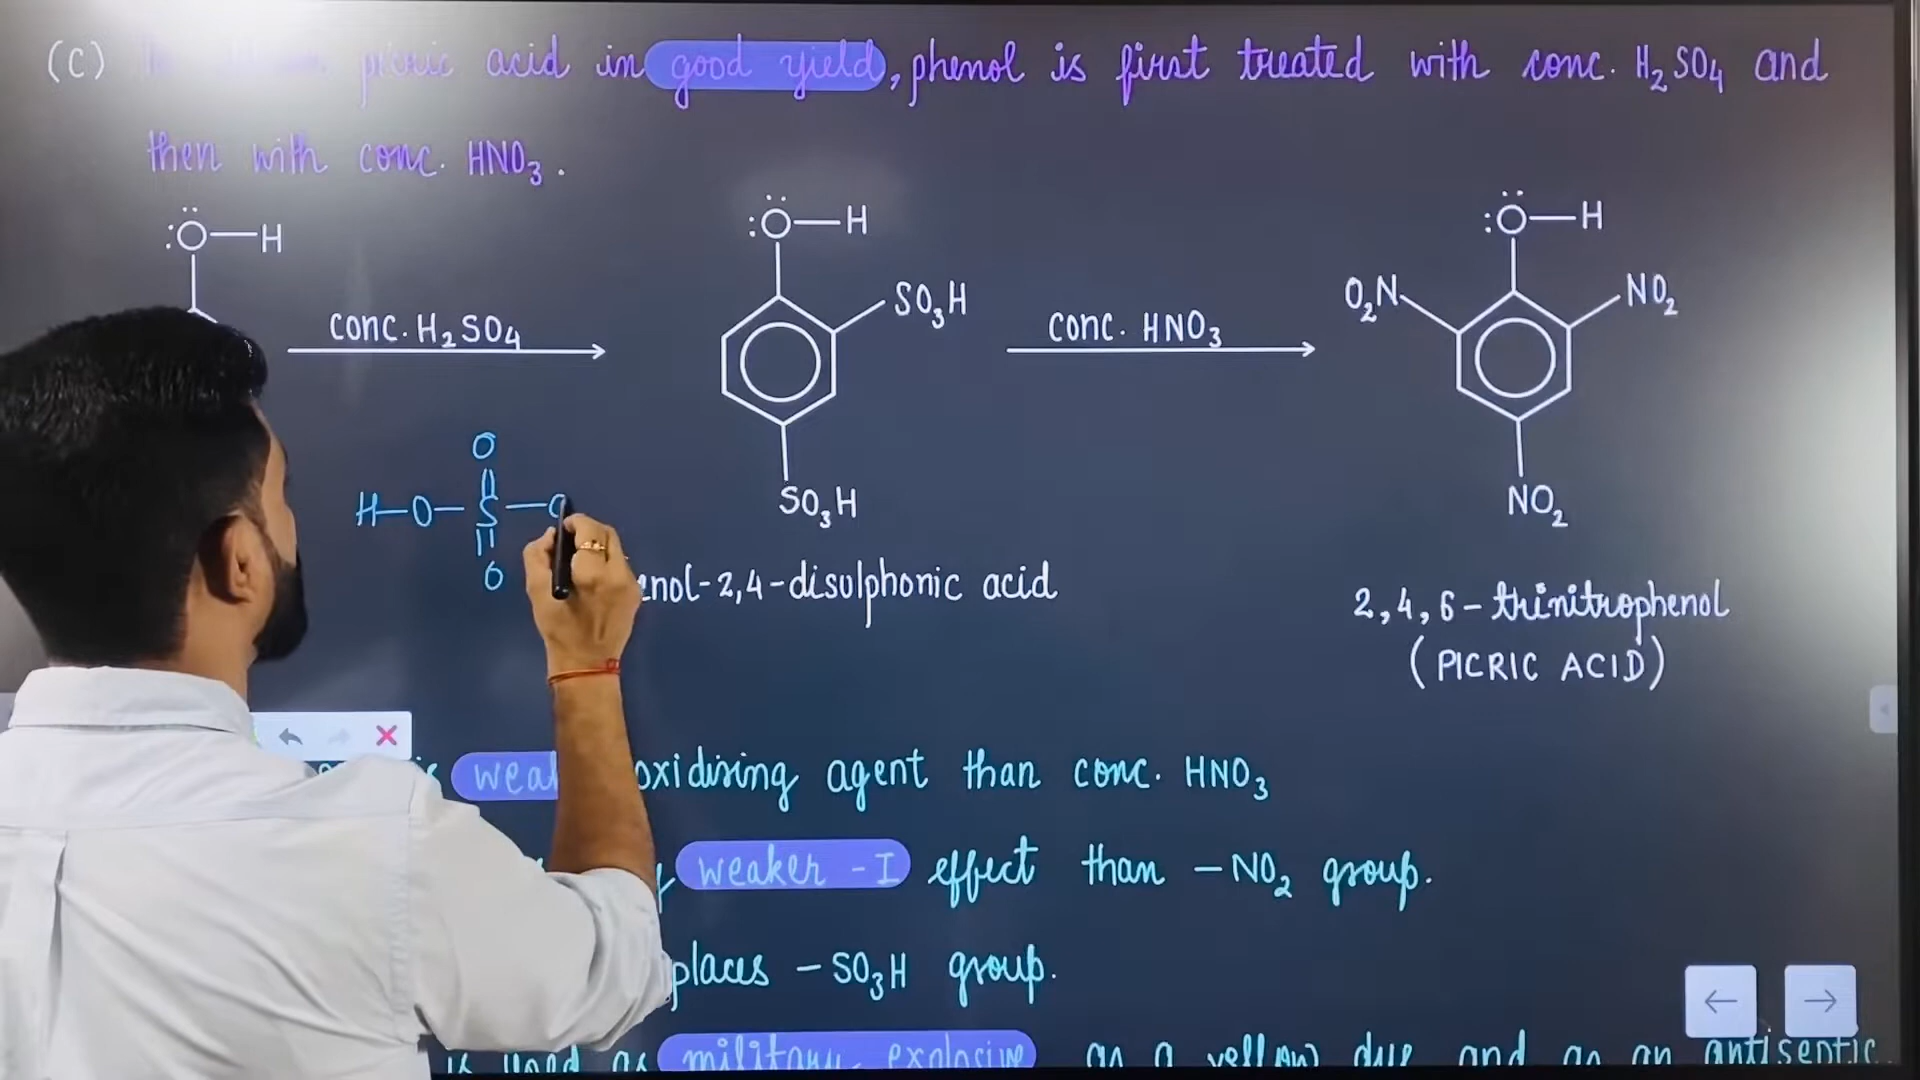 (C) picric acid in good yield, phenol is first treated with conc. H₂SO₄ and
then with conc. HNO₃.
:Ö—H
conc. H₂SO₄
:Ö—H
SO₃H
SO₃H
conc. HNO₃
:Ö—H
O₂N
NO₂
NO₂
O
H—O—S—O
O
enol-2,4-disulphonic acid
2,4,6-trinitrophenol
(PICRIC ACID)
oxidising agent than conc. HNO₃
weaker -I effect than -NO₂ group.
places -SO₃H group.
is used as military explosive as a yellow dye and as an antiseptic.